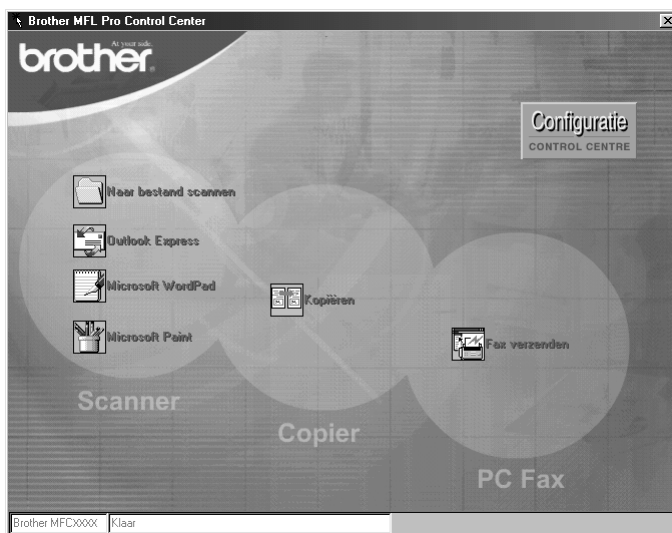 Brother MFL Pro Control Center
At your side.
brother
Configuratie
CONTROL CENTRE
Naar bestand scannen
Outlook Express
Microsoft WordPad
Microsoft Paint
Scanner
Kopiëren
Copier
Fax verzenden
PC Fax
Brother MFCXXXX
Klaar